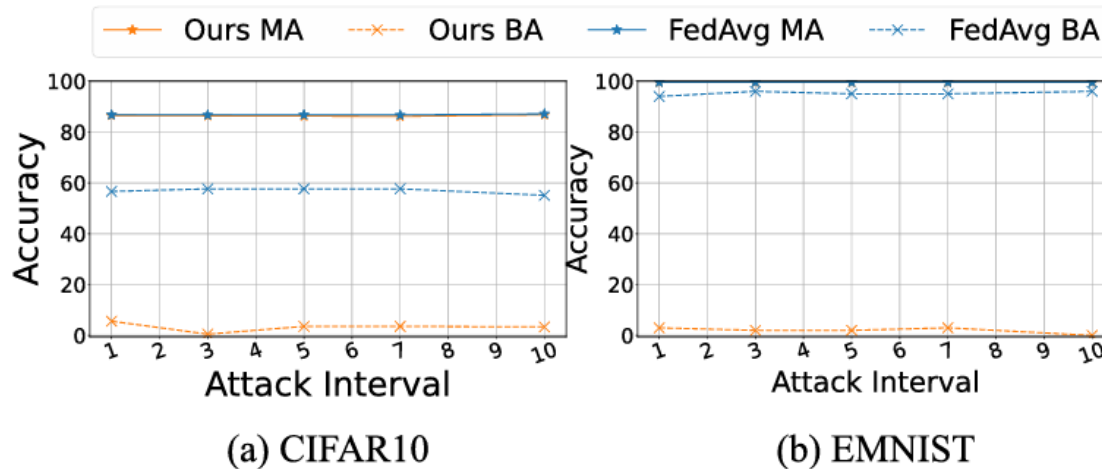 Ours MA Ours BA FedAvg MA FedAvg BA
100
80
60
40
20
0
Accuracy
1 2 3 4 5 6 7 8 9 10
Attack Interval
(a) CIFAR10
100
80
60
40
20
0
Accuracy
1 2 3 4 5 6 7 8 9 10
Attack Interval
(b) EMNIST